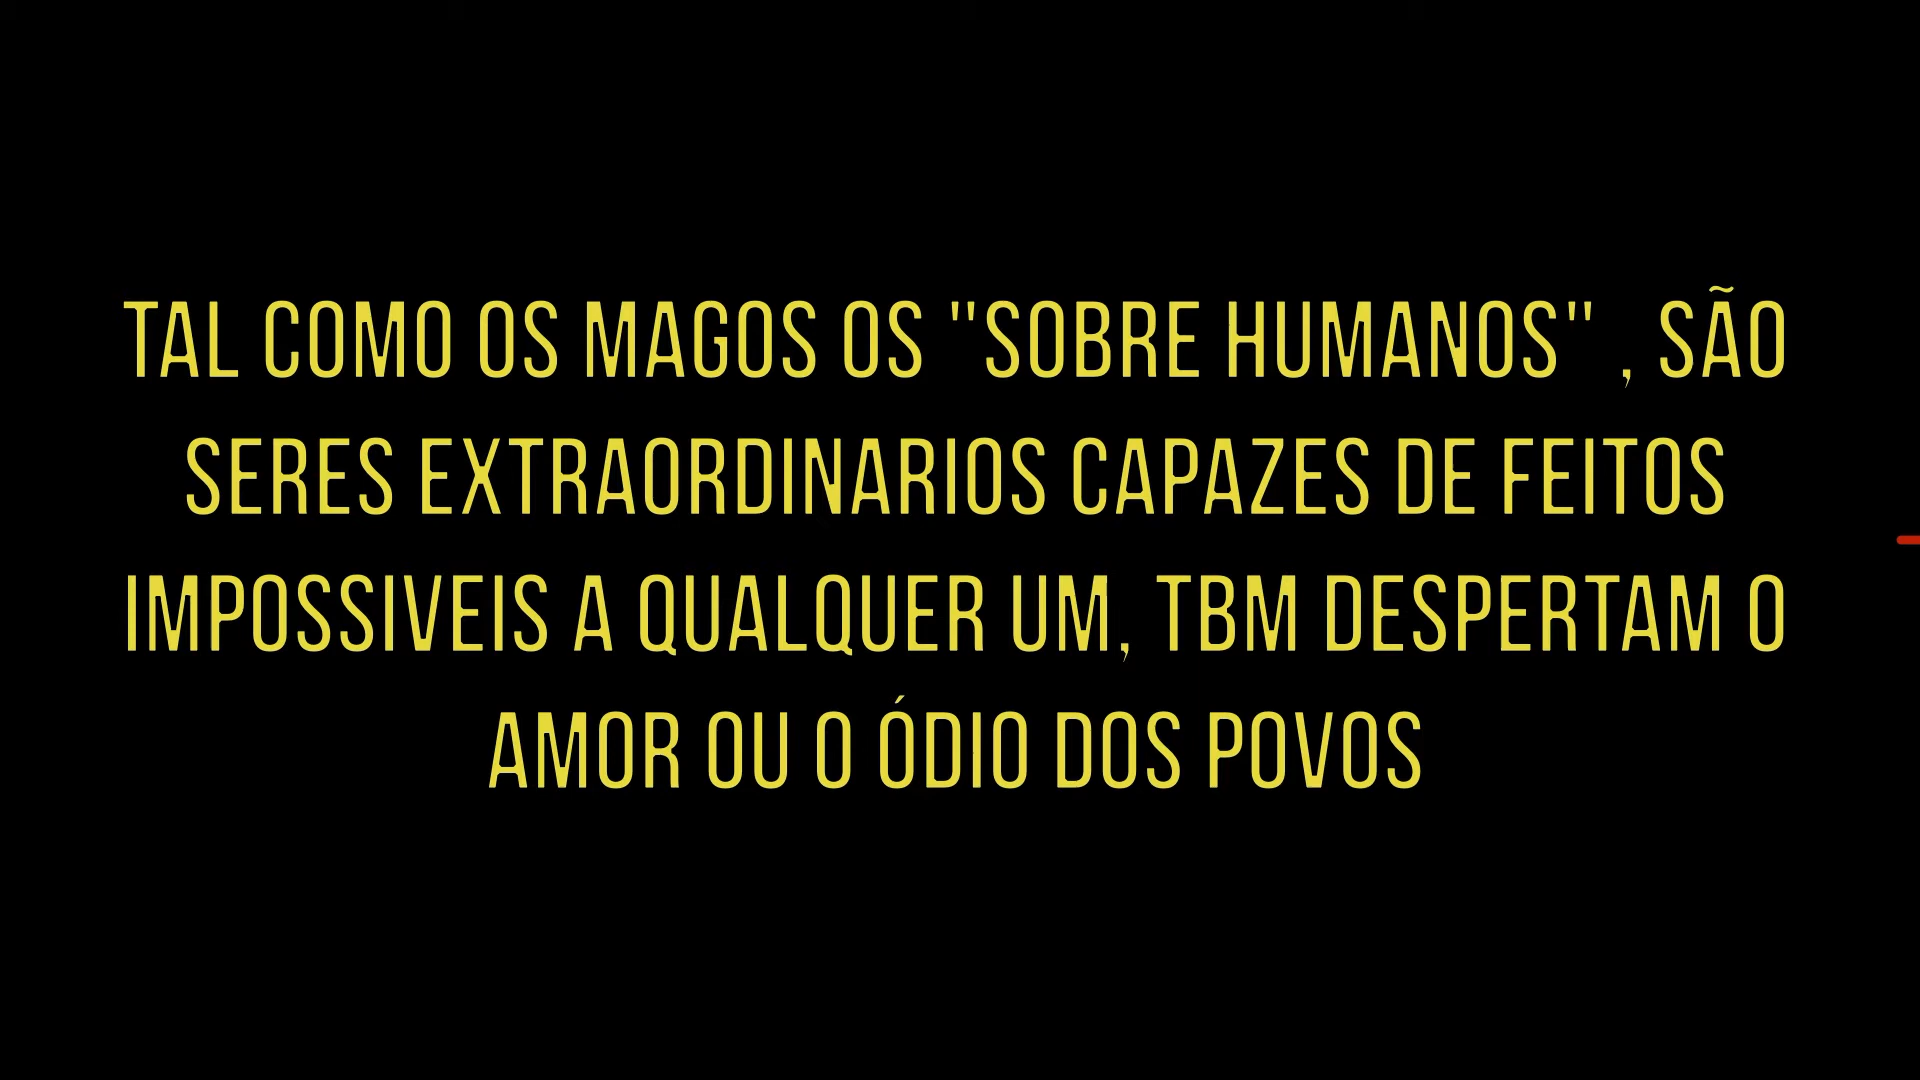 TAL COMO OS MAGOS OS "SOBRE HUMANOS" , SÃO
SERES EXTRAORDINARIOS CAPAZES DE FEITOS
IMPOSSIVEIS A QUALQUER UM, TBM DESPERTAM O
AMOR OU O ÓDIO DOS POVOS